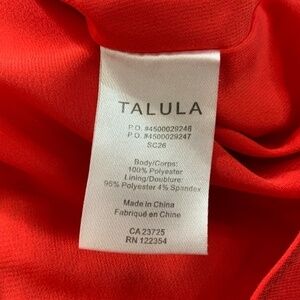 TALULA
P.O. #4500029248
P.O. #4500029247
SC26
Body/Corps:
100% Polyester
Lining/Doublure:
96% Polyester 4% Spandex
Made in China
Fabriqué en Chine
CA 23725
RN 122354